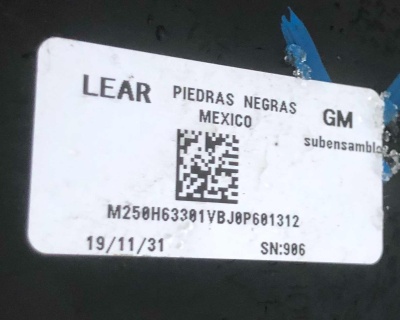 LEAR PIEDRAS NEGRAS GM
MEXICO
subensamble
M250H63301VBJ0P601312
19/11/31 SN:906